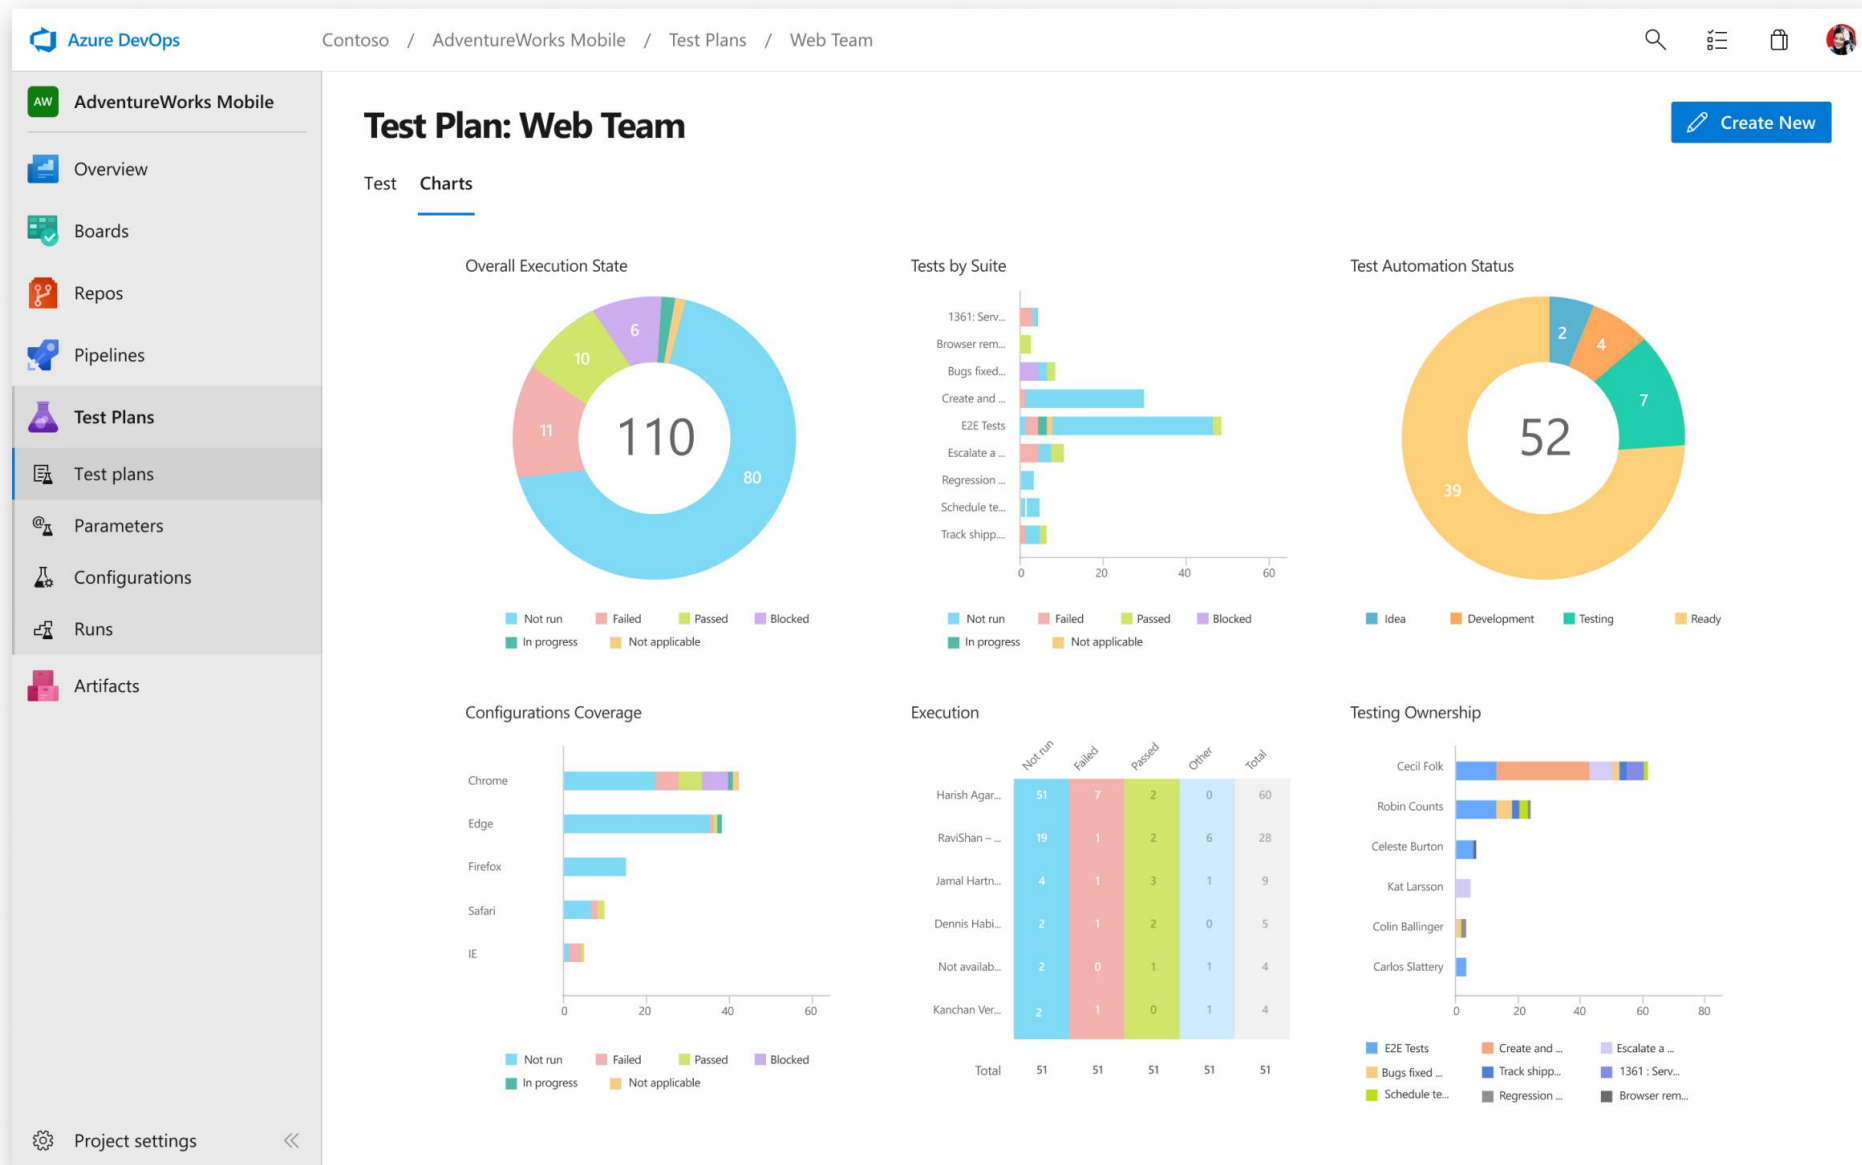 Azure DevOps
Contoso / AdventureWorks Mobile / Test Plans / Web Team
AW AdventureWorks Mobile
Overview
Boards
Repos
Pipelines
Test Plans
Test plans
Parameters
Configurations
Runs
Artifacts
Project settings
Test Plan: Web Team
Create New
Test Charts
Overall Execution State
6
10
11
110
80
Not run Failed Passed Blocked
In progress Not applicable
Tests by Suite
1361: Serv...
Browser rem...
Bugs fixed...
Create and ...
E2E Tests
Escalate a ...
Regression ...
Schedule te...
Track shipp....
0 20 40 60
Not run Failed Passed Blocked
In progress Not applicable
Test Automation Status
2
4
7
52
39
Idea Development Testing Ready
Configurations Coverage
Chrome
Edge
Firefox
Safari
IE
0 20 40 60
Not run Failed Passed Blocked
In progress Not applicable
Execution
Not run Failed Passed Other Total
Harish Agar... 51 7 2 0 60
RaviShan – ... 19 1 2 6 28
Jamal Hartn... 4 1 3 1 9
Dennis Habi... 2 1 2 0 5
Not availab... 2 0 1 1 4
Kanchan Ver... 2 1 0 1 4
Total 51 51 51 51 51
Testing Ownership
Cecil Folk
Robin Counts
Celeste Burton
Kat Larsson
Colin Ballinger
Carlos Slattery
0 20 40 60 80
E2E Tests Create and ... Escalate a ...
Bugs fixed ... Track shipp... 1361 : Serv...
Schedule te... Regression ... Browser rem...